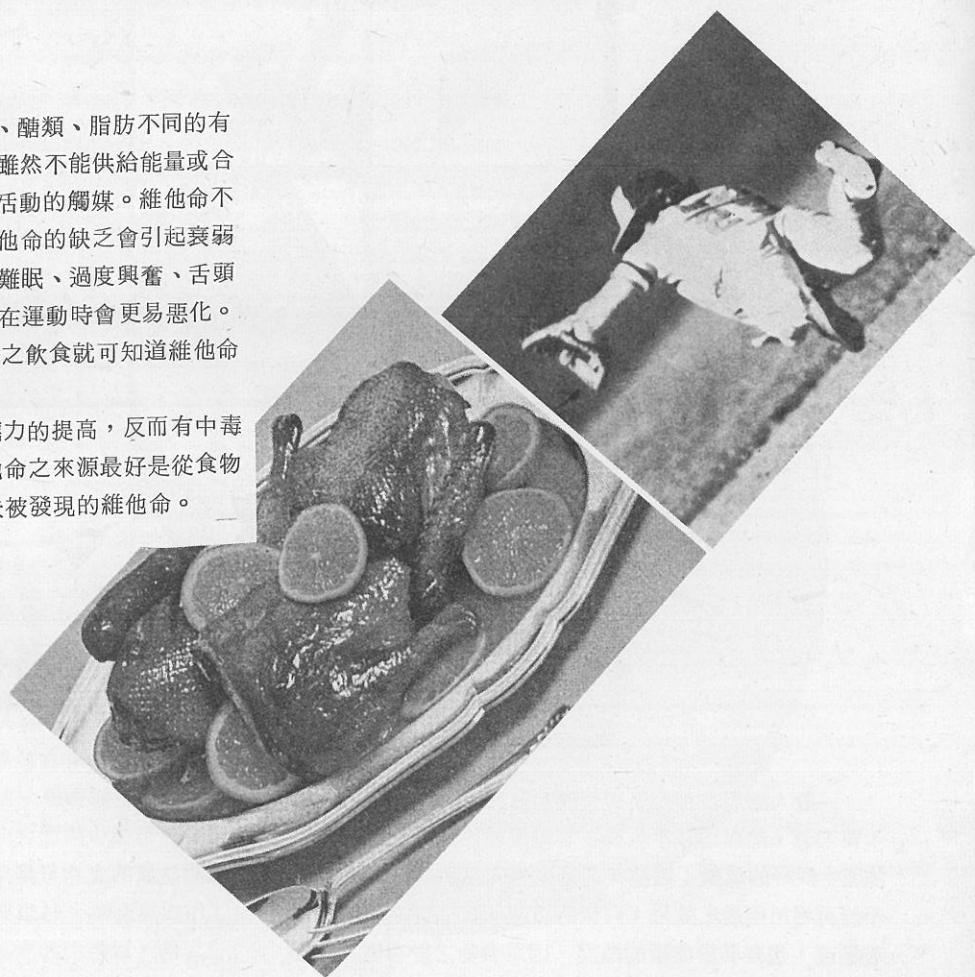 、醣類、脂肪不同的有
雖然不能供給能量或合
活動的觸媒。維他命不
他命的缺乏會引起衰弱
難眠、過度興奮、舌頭
在運動時會更易惡化。
之飲食就可知道維他命
力的提高,反而有中毒
命之來源最好是從食物
被發現的維他命。